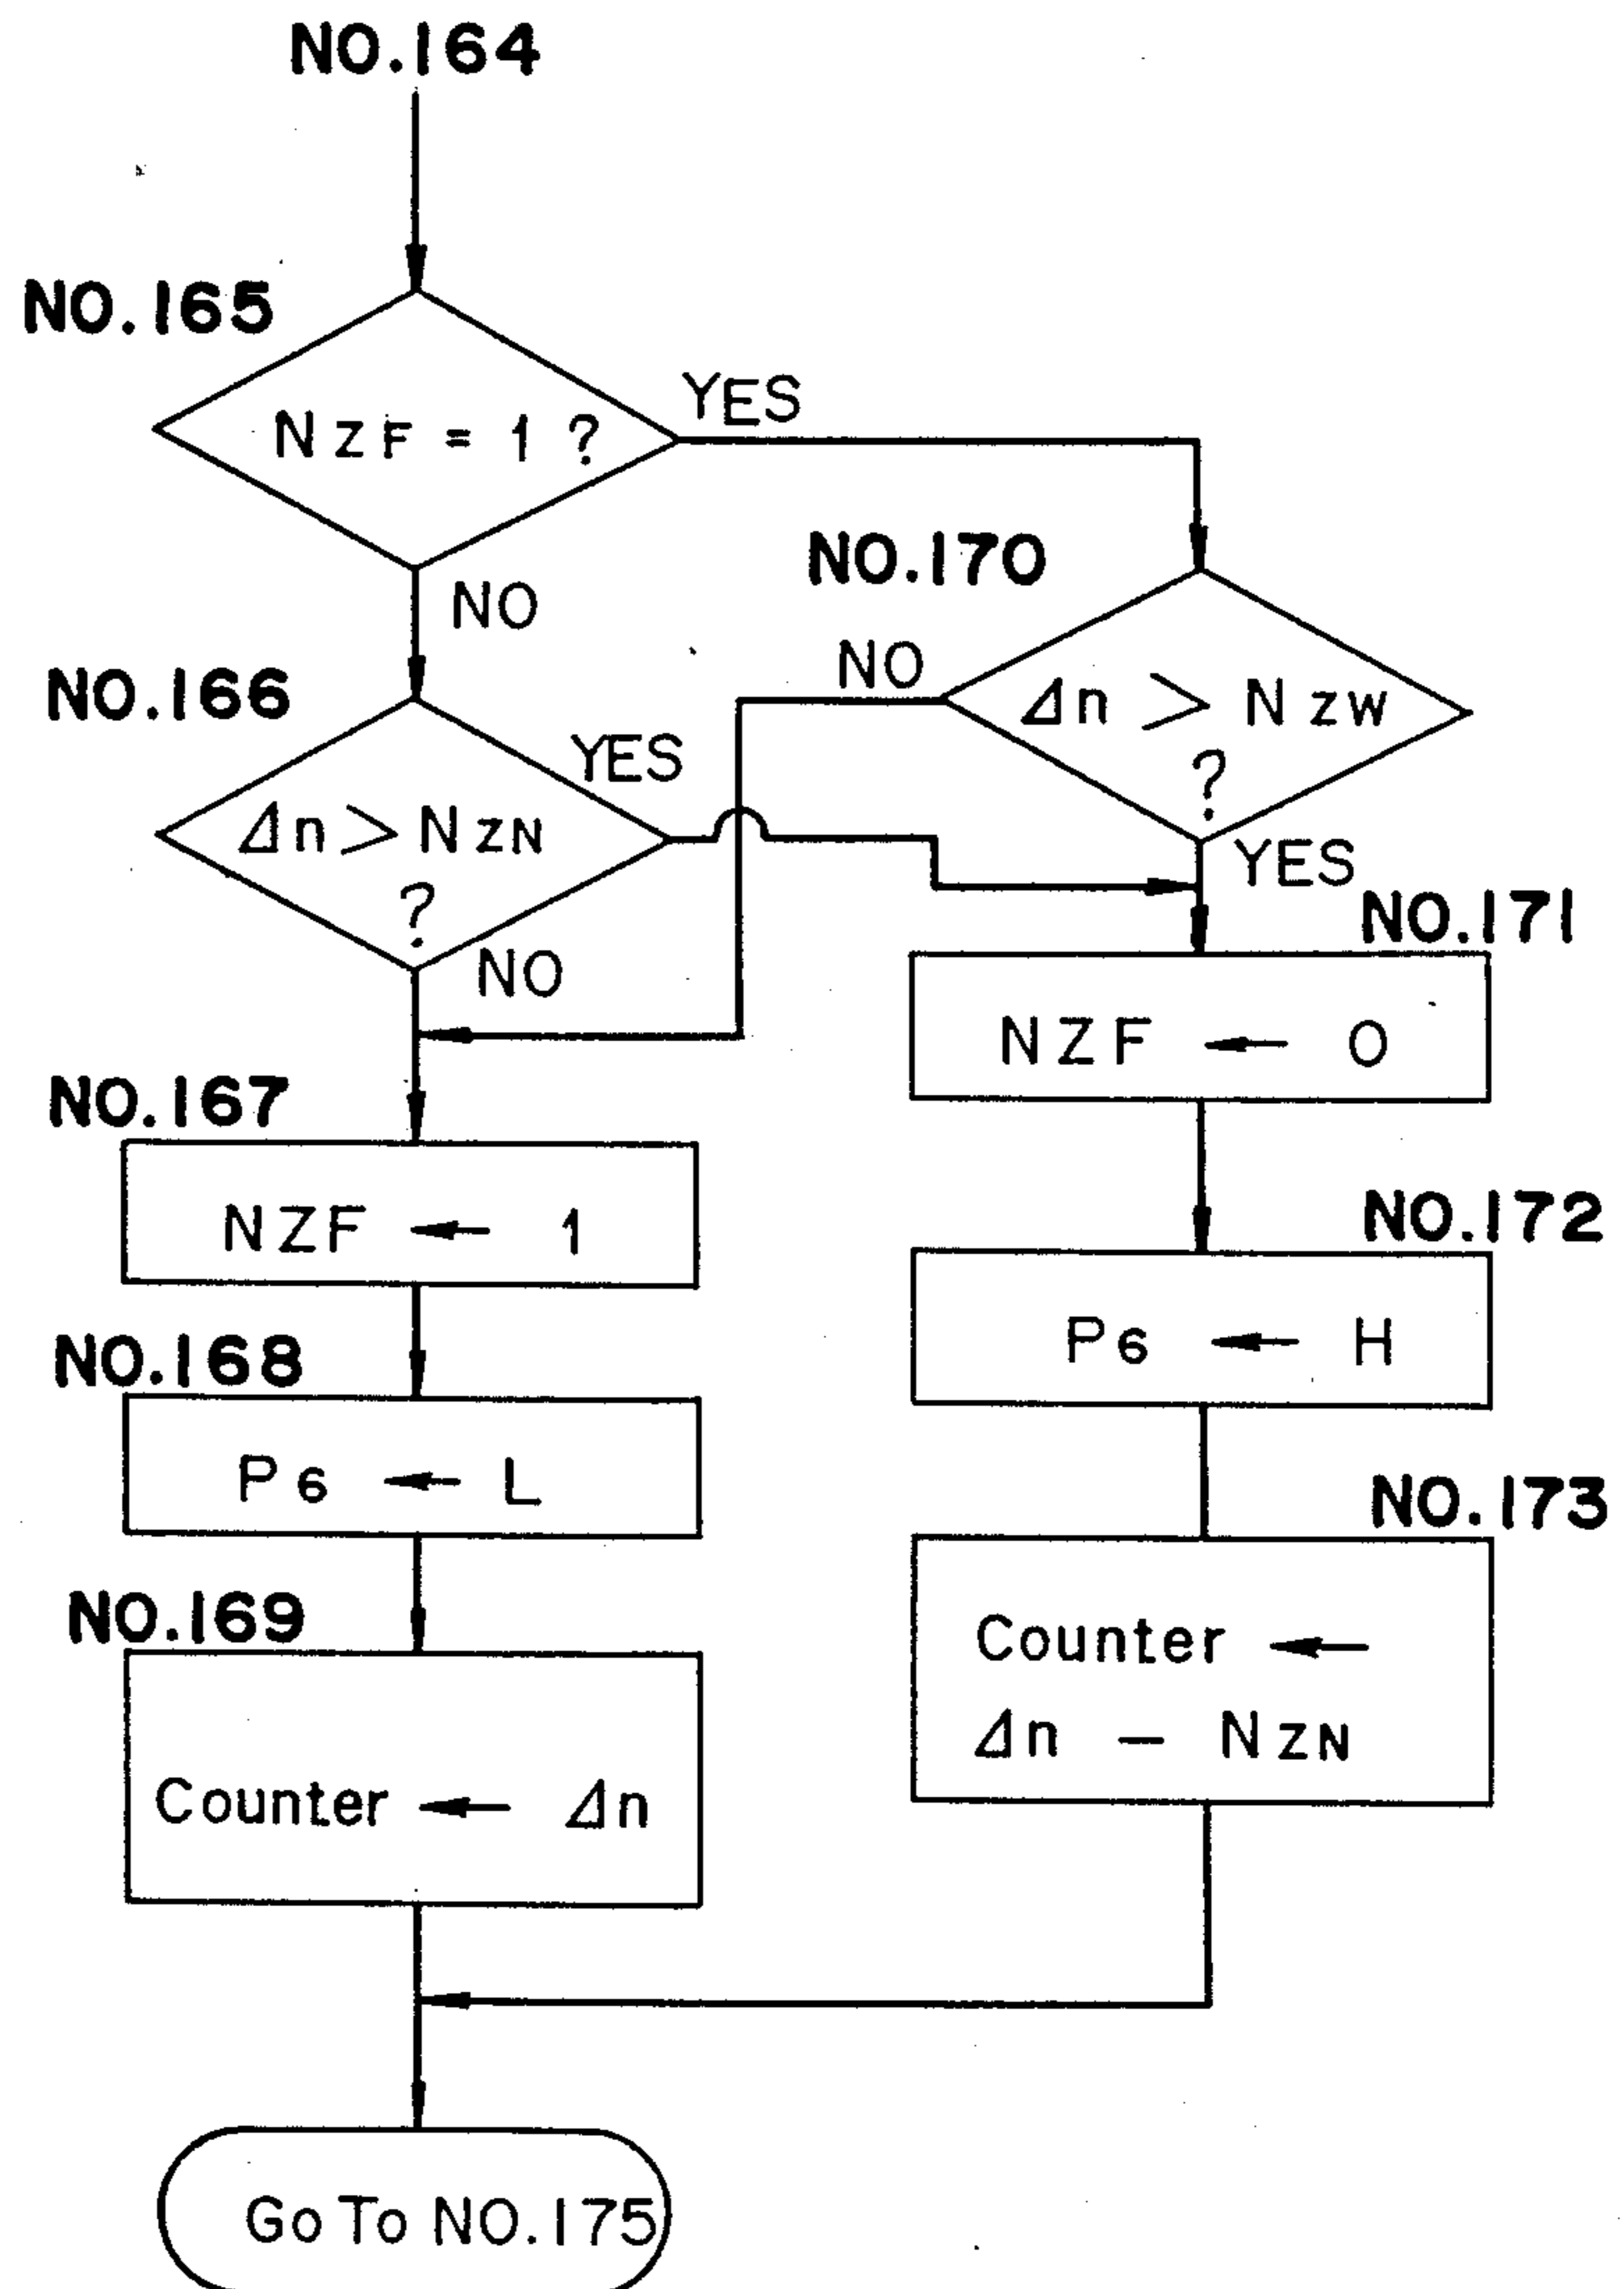 NO.164
NO.165
NZF = 1 ?
YES
NO
NO.170
NO
Δn > NZW
?
YES
NO.166
YES
Δn > NZN
?
NO
NO.171
NZF ← 0
NO.167
NZF ← 1
NO.172
P6 ← H
NO.168
P6 ← L
NO.173
Counter ←
Δn – NZN
NO.169
Counter ← Δn
Go To NO.175